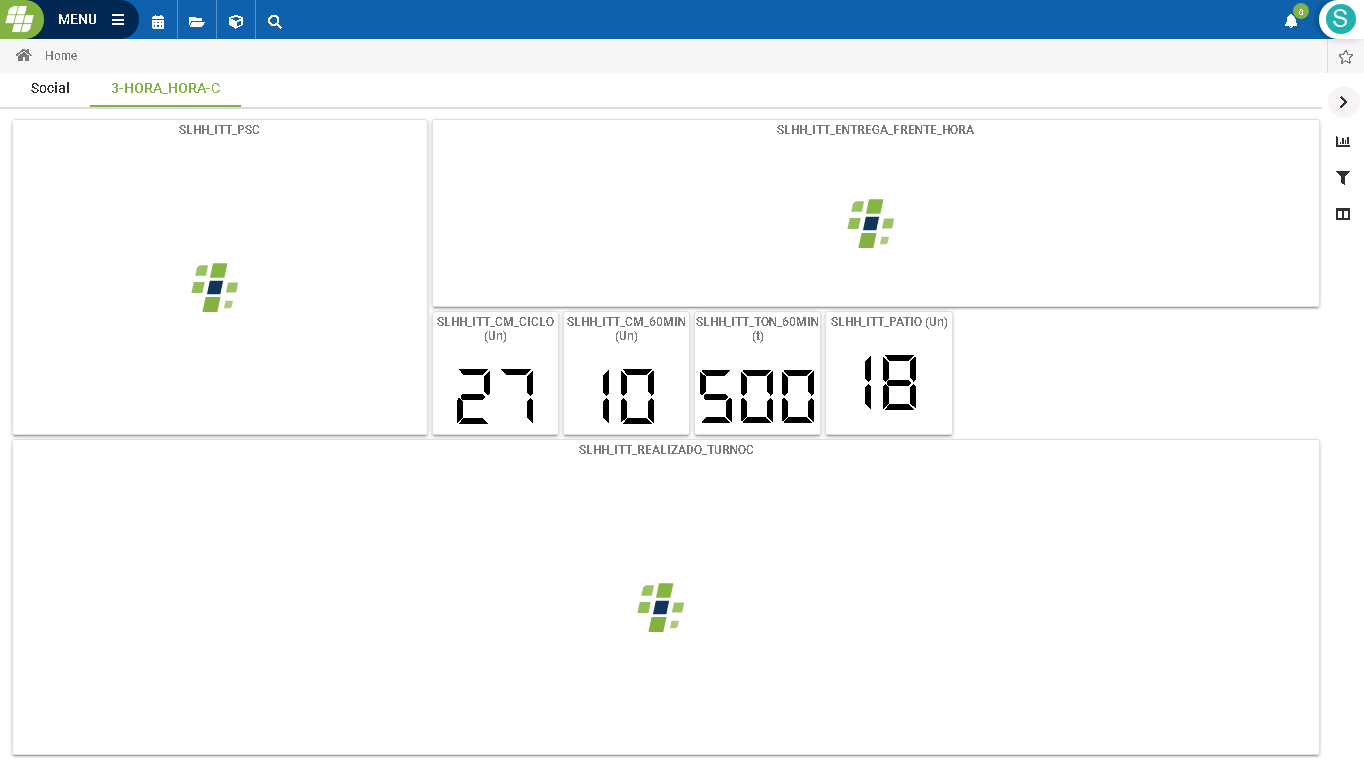 MENU
0
S
Home
Social
3-HORA_HORA-C
SLHH_ITT_PSC
SLHH_ITT_ENTREGA_FRENTE_HORA
SLHH_ITT_CM_CICLO
(Un)
27
SLHH_ITT_CM_60MIN
(Un)
10
SLHH_ITT_TON_60MIN
(t)
500
SLHH_ITT_PATIO (Un)
18
SLHH_ITT_REALIZADO_TURNOC